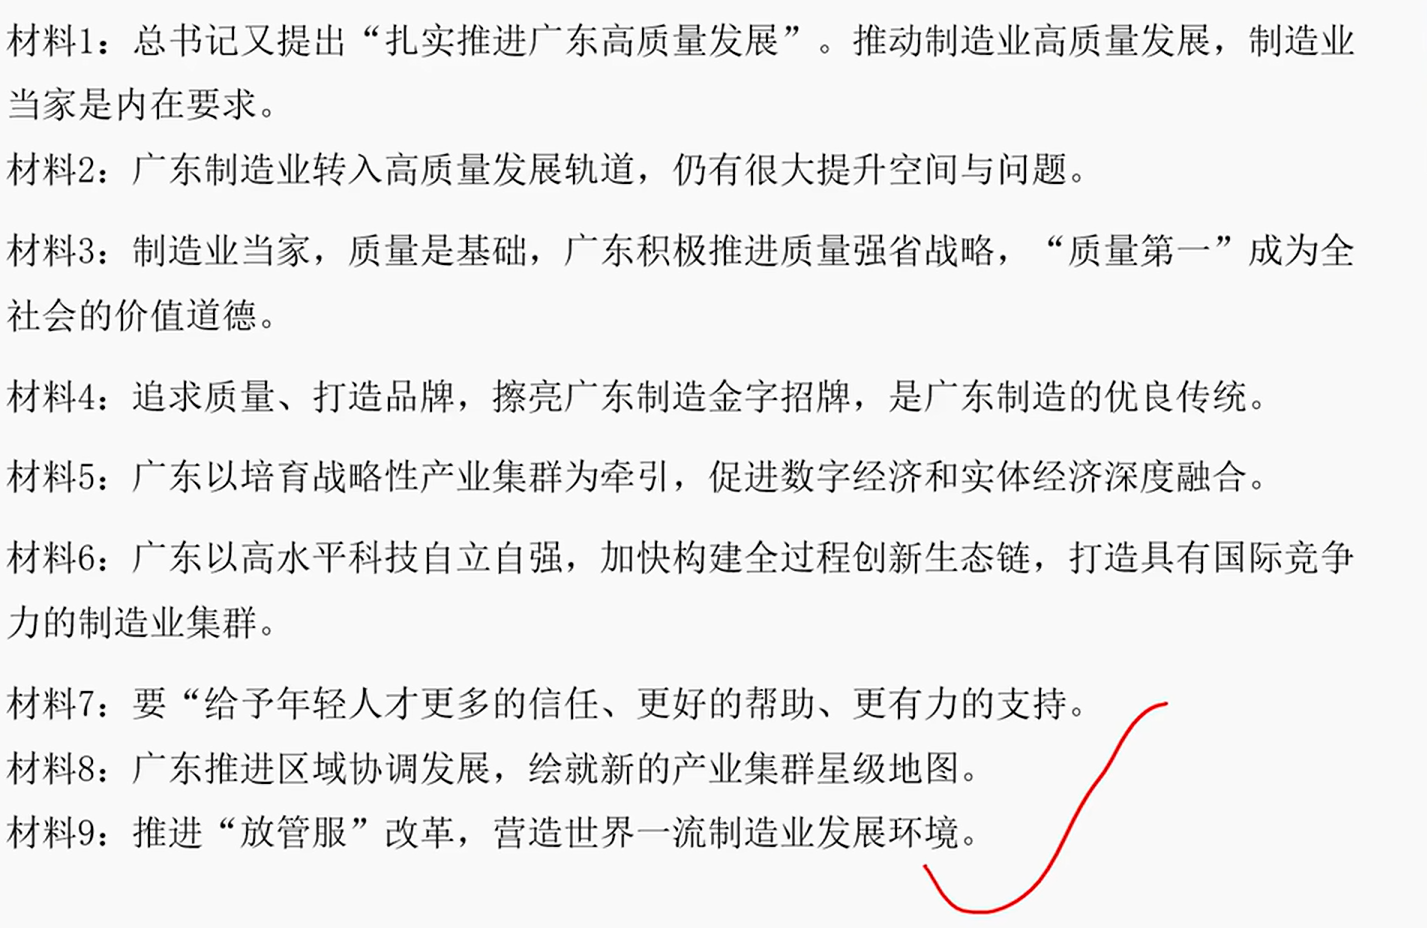 材料1：总书记又提出“扎实推进广东高质量发展”。推动制造业高质量发展，制造业
当家是内在要求。
材料2：广东制造业转入高质量发展轨道，仍有很大提升空间与问题。
材料3：制造业当家，质量是基础，广东积极推进质量强省战略，“质量第一”成为全
社会的价值道德。
材料4：追求质量、打造品牌，擦亮广东制造金字招牌，是广东制造的优良传统。
材料5：广东以培育战略性产业集群为牵引，促进数字经济和实体经济深度融合。
材料6：广东以高水平科技自立自强，加快构建全过程创新生态链，打造具有国际竞争
力的制造业集群。
材料7：要“给予年轻人才更多的信任、更好的帮助、更有力的支持。
材料8：广东推进区域协调发展，绘就新的产业集群星级地图。
材料9：推进“放管服”改革，营造世界一流制造业发展环境。